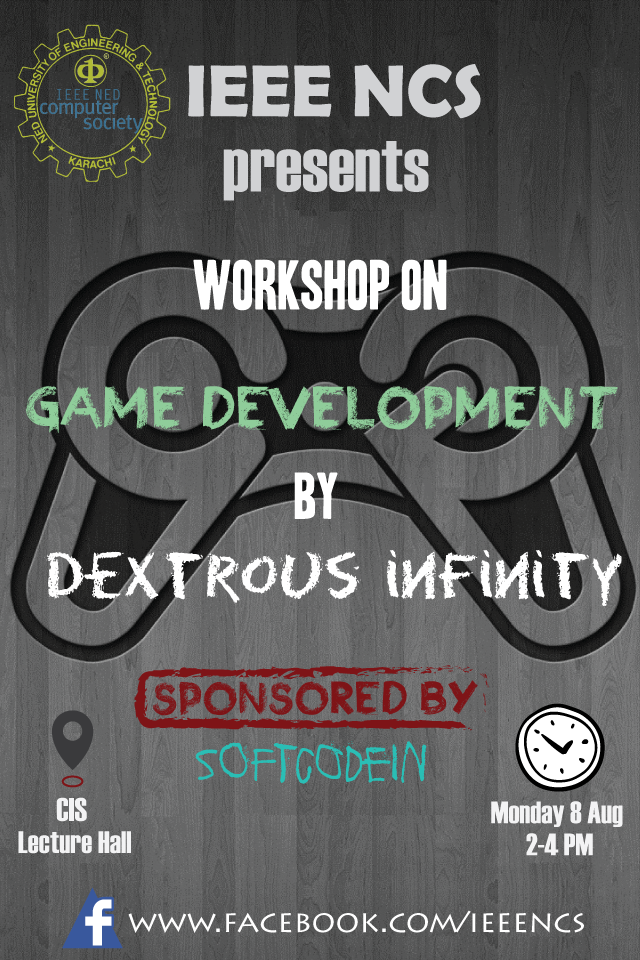 NED UNIVERSITY OF ENGINEERING & TECHNOLOGY
IEEE NED
computer
society
KARACHI
IEEE NCS
presents
WORKSHOP ON
GAME DEVELOPMENT
BY
DEXTROUS iNFiNiTY
SPONSORED BY
SOFTCODEIN
CIS
Lecture Hall
Monday 8 Aug
2-4 PM
f
WWW.FACEBOOK.COM/IEEENCS